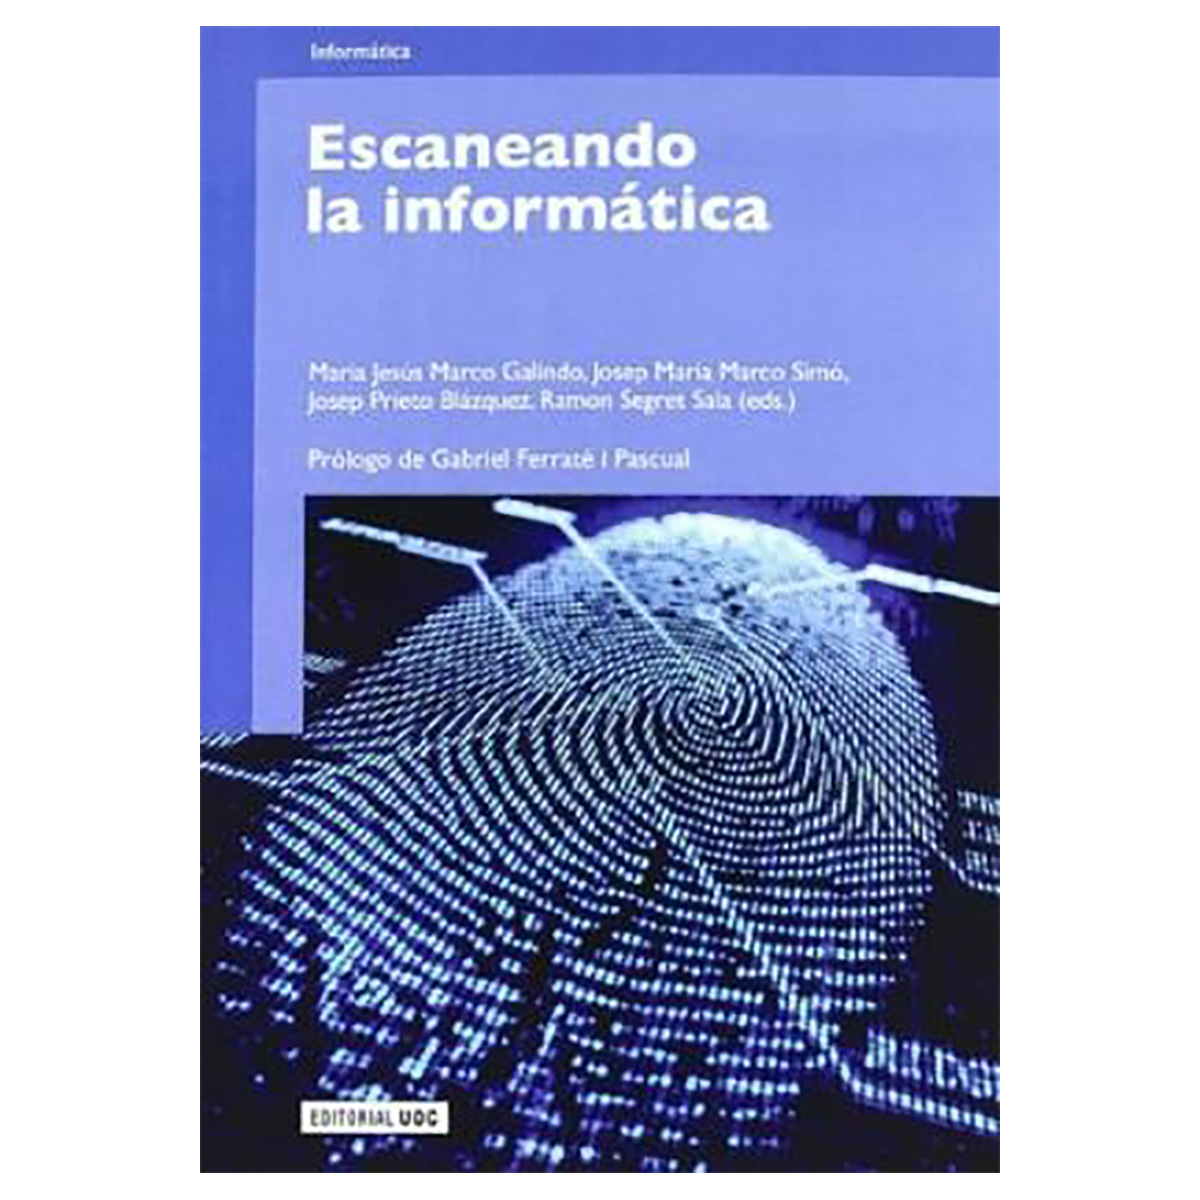 Informática
Escaneando
la informática
Maria Jesús Marco Galindo, Josep Maria Marco Simó,
Josep Prieto Blázquez, Ramon Segret Sala (eds.)
Prólogo de Gabriel Ferraté i Pascual
EDITORIAL UOC